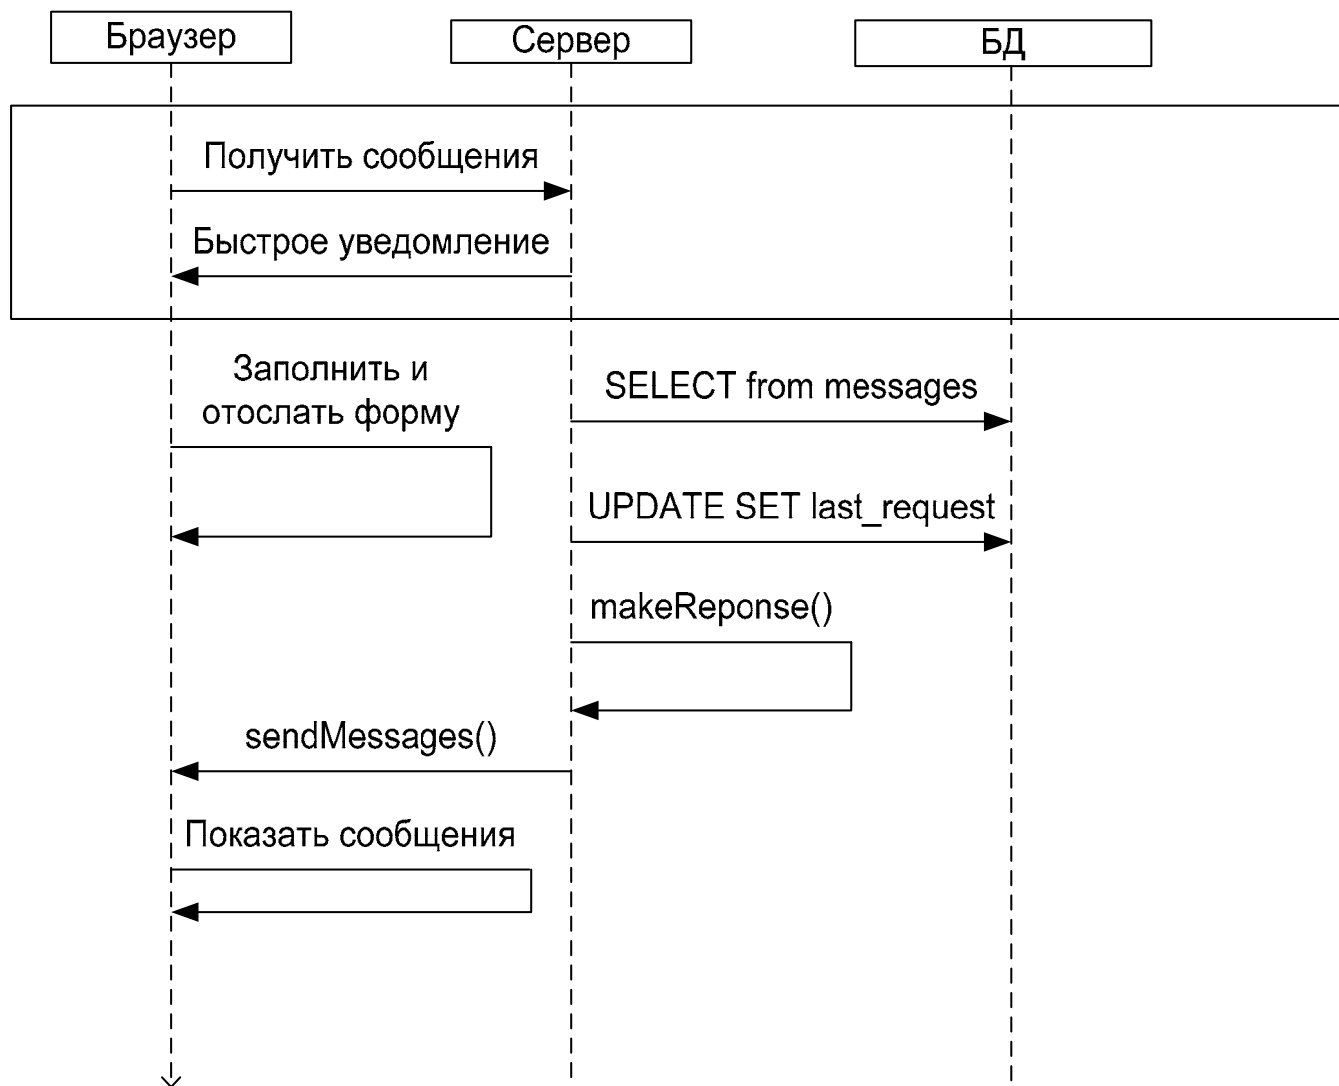 Браузер
Сервер
БД
Получить сообщения
Быстрое уведомление
Заполнить и
отослать форму
SELECT from messages
UPDATE SET last_request
makeReponse()
sendMessages()
Показать сообщения